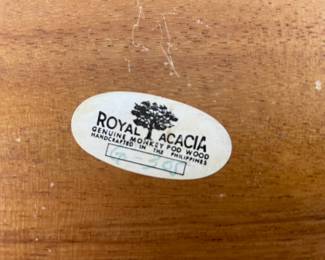 ROYAL ACACIA
GENUINE MONKEY POD WOOD
HANDCRAFTED IN THE PHILIPPINES